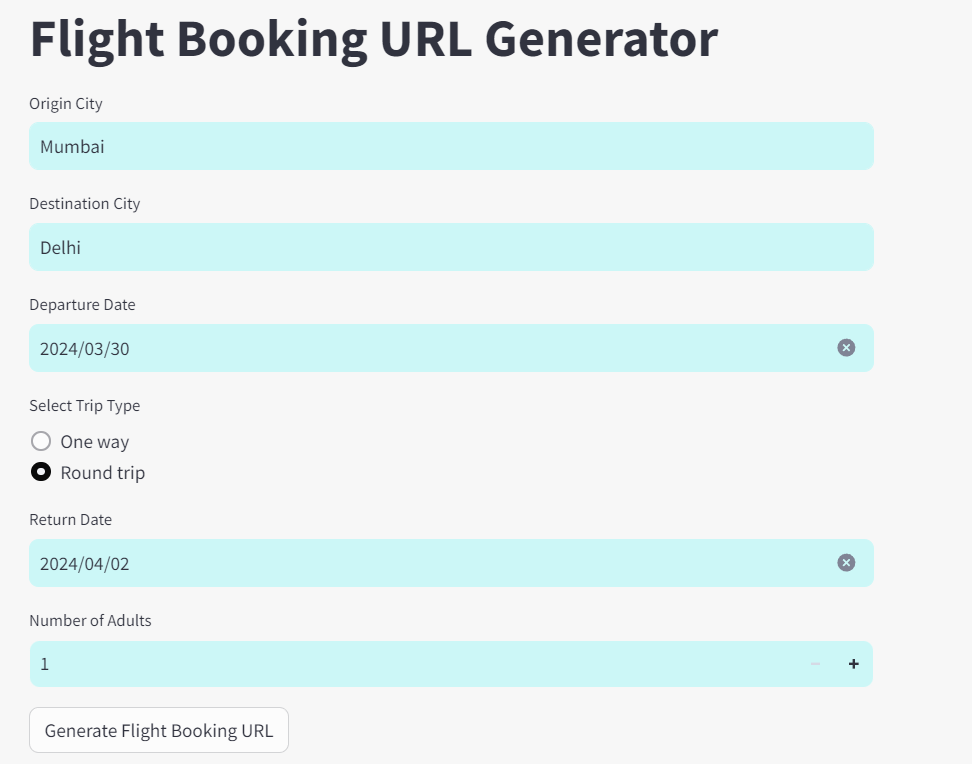 Flight Booking URL Generator
Origin City
Mumbai
Destination City
Delhi
Departure Date
2024/03/30
Select Trip Type
One way
Round trip
Return Date
2024/04/02
Number of Adults
1
Generate Flight Booking URL